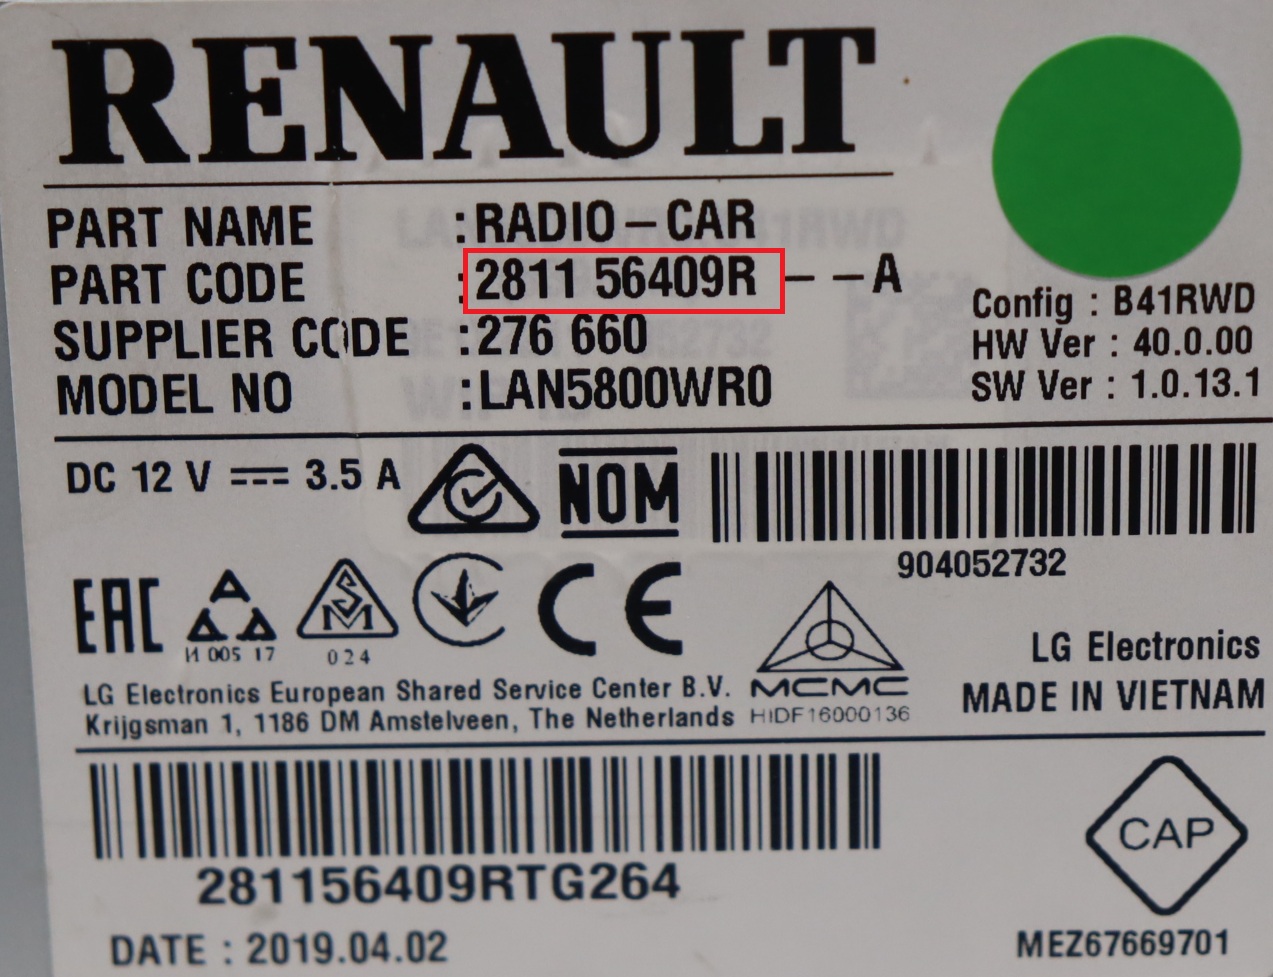 RENAULT
PART NAME : RADIO – CAR
PART CODE : 2811 56409R – – A
SUPPLIER CODE : 276 660
MODEL NO : LAN5800WR0
Config : B41RWD
HW Ver : 40.0.00
SW Ver : 1.0.13.1
DC 12 V ⎓ 3.5 A
NOM
904052732
EAC
И 005 17
SM
024
CE
MCMC
HIDF16000136
LG Electronics
MADE IN VIETNAM
LG Electronics European Shared Service Center B.V.
Krijgsman 1, 1186 DM Amstelveen, The Netherlands
281156409RTG264
CAP
DATE : 2019.04.02
MEZ67669701